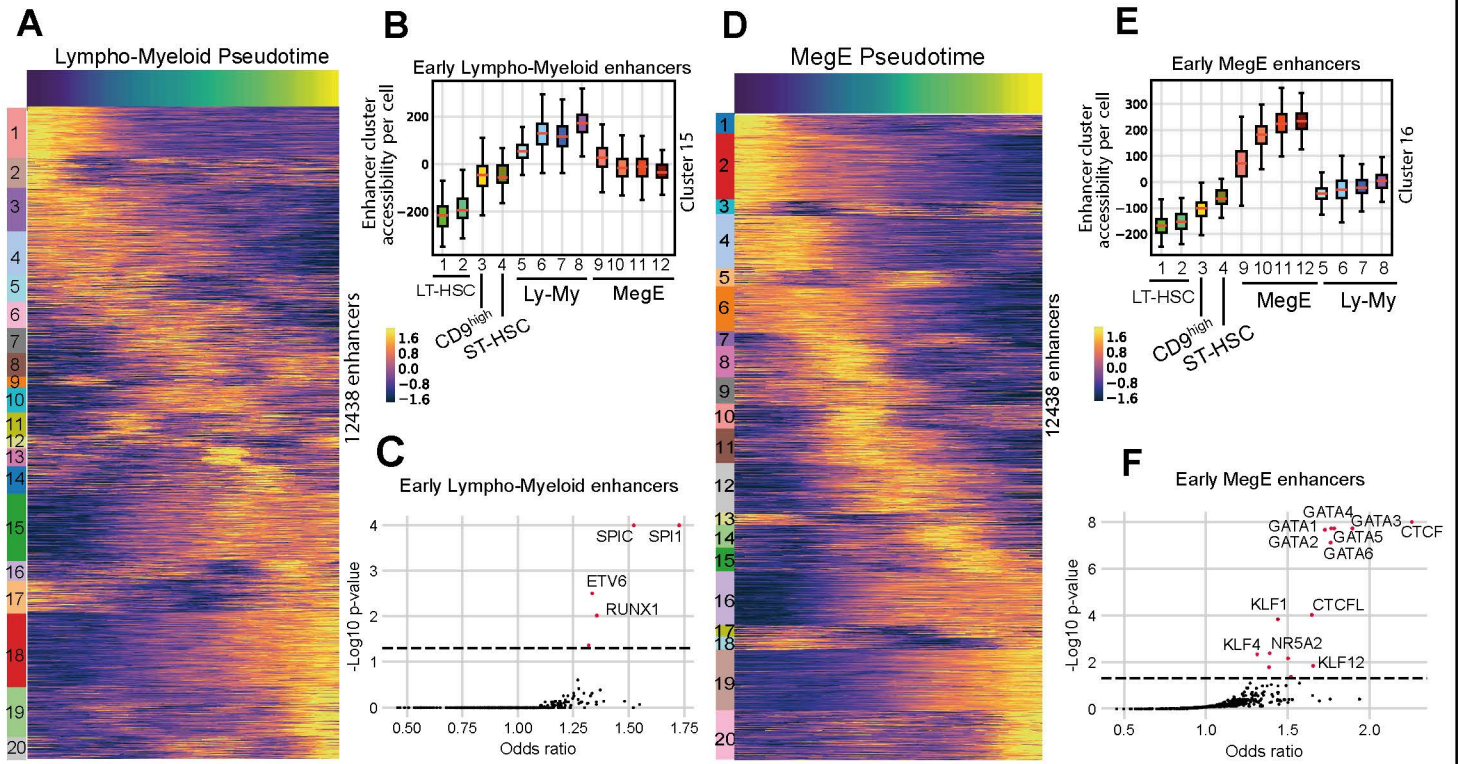 A
Lympho-Myeloid Pseudotime
1
2
3
4
5
6
7
8
9
10
11
12
13
14
15
16
17
18
19
20
12438 enhancers
B
Early Lympho-Myeloid enhancers
Enhancer cluster
accessibility per cell
200
0
−200
Cluster 15
1 2 3 4 5 6 7 8 9 10 11 12
LT-HSC
CD9high
ST-HSC
Ly-My
MegE
1.6
0.8
0.0
−0.8
−1.6
C
Early Lympho-Myeloid enhancers
-Log10 p-value
4
3
2
1
0
SPIC SPI1
ETV6
RUNX1
0.50 0.75 1.00 1.25 1.50 1.75
Odds ratio
D
MegE Pseudotime
1
2
3
4
5
6
7
8
9
10
11
12
13
14
15
16
17
18
19
20
12438 enhancers
E
Early MegE enhancers
Enhancer cluster
accessibility per cell
300
200
100
0
−100
−200
Cluster 16
1 2 3 4 9 10 11 12 5 6 7 8
LT-HSC
CD9high
ST-HSC
MegE
Ly-My
1.6
0.8
0.0
−0.8
−1.6
F
Early MegE enhancers
-Log10 p-value
8
6
4
2
0
GATA4
GATA1 GATA3
CTCF
GATA2 GATA5
GATA6
KLF1 CTCFL
KLF4 NR5A2
KLF12
0.5 1.0 1.5 2.0
Odds ratio